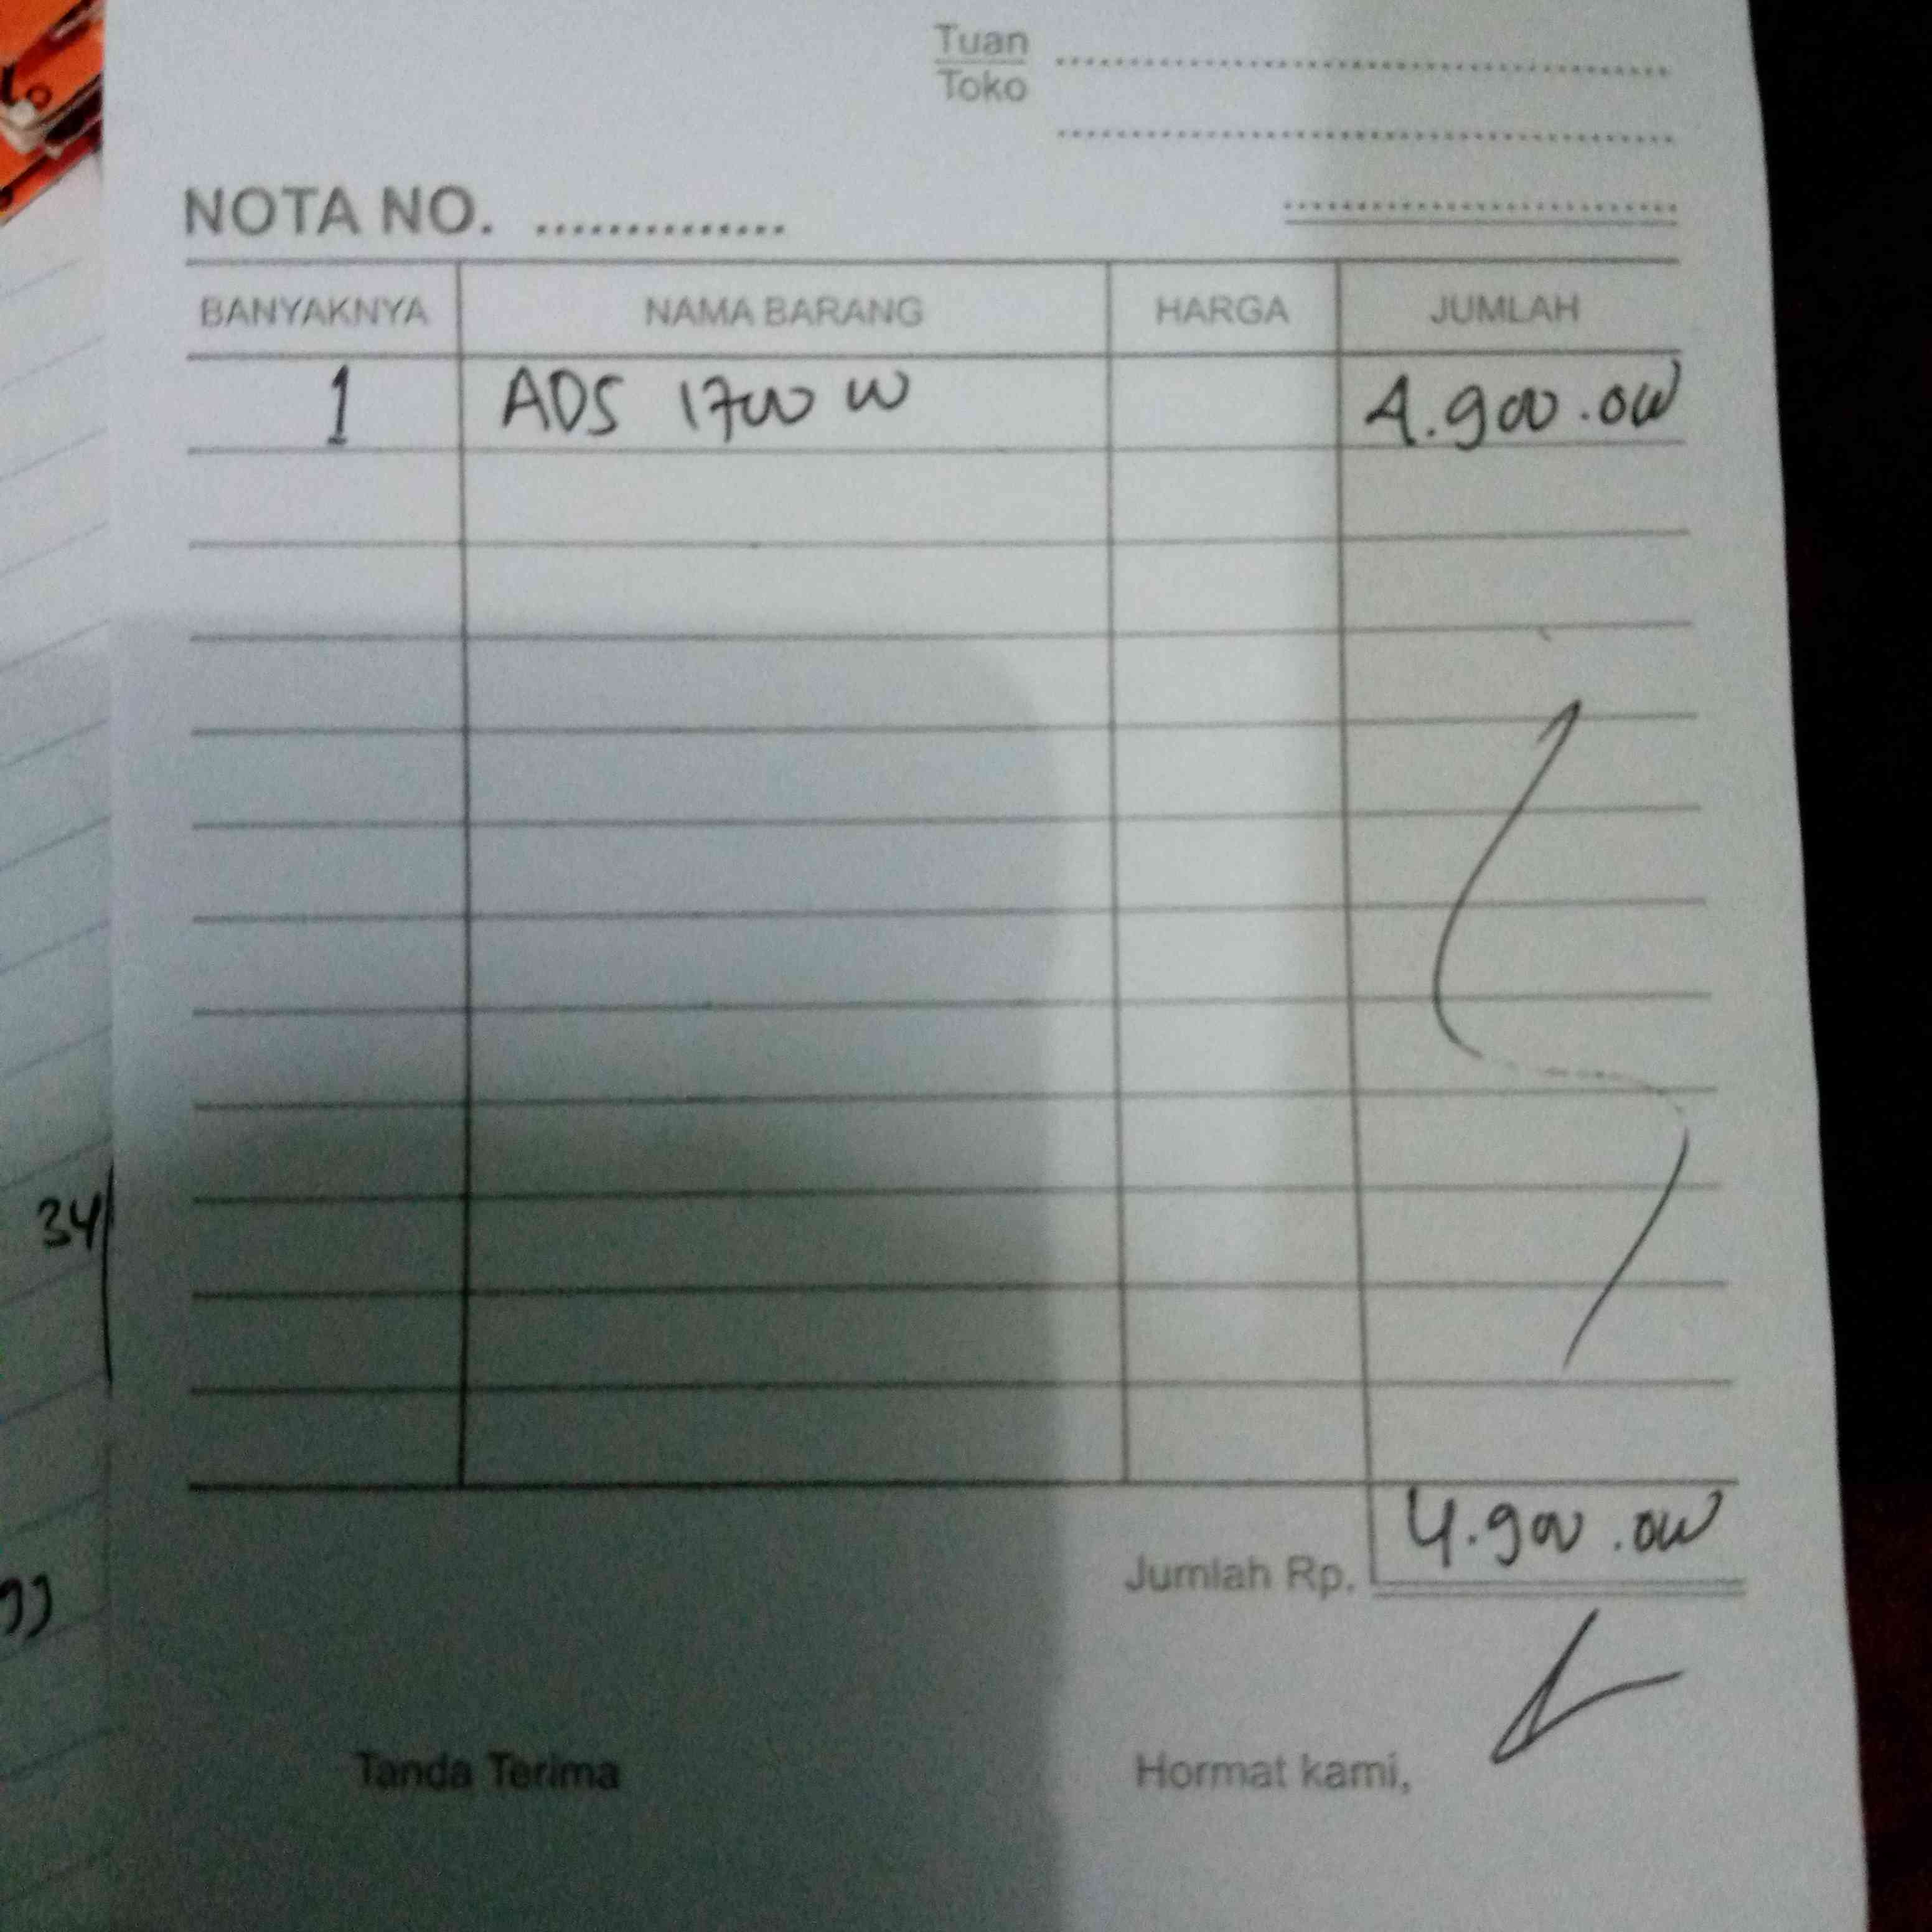 Tuan
Toko
NOTA NO. ..............
BANYAKNYA NAMA BARANG HARGA JUMLAH
1 ADS 1700 W 4.900.000
Jumlah Rp. 4.900.000
Tanda Terima Hormat kami,
34